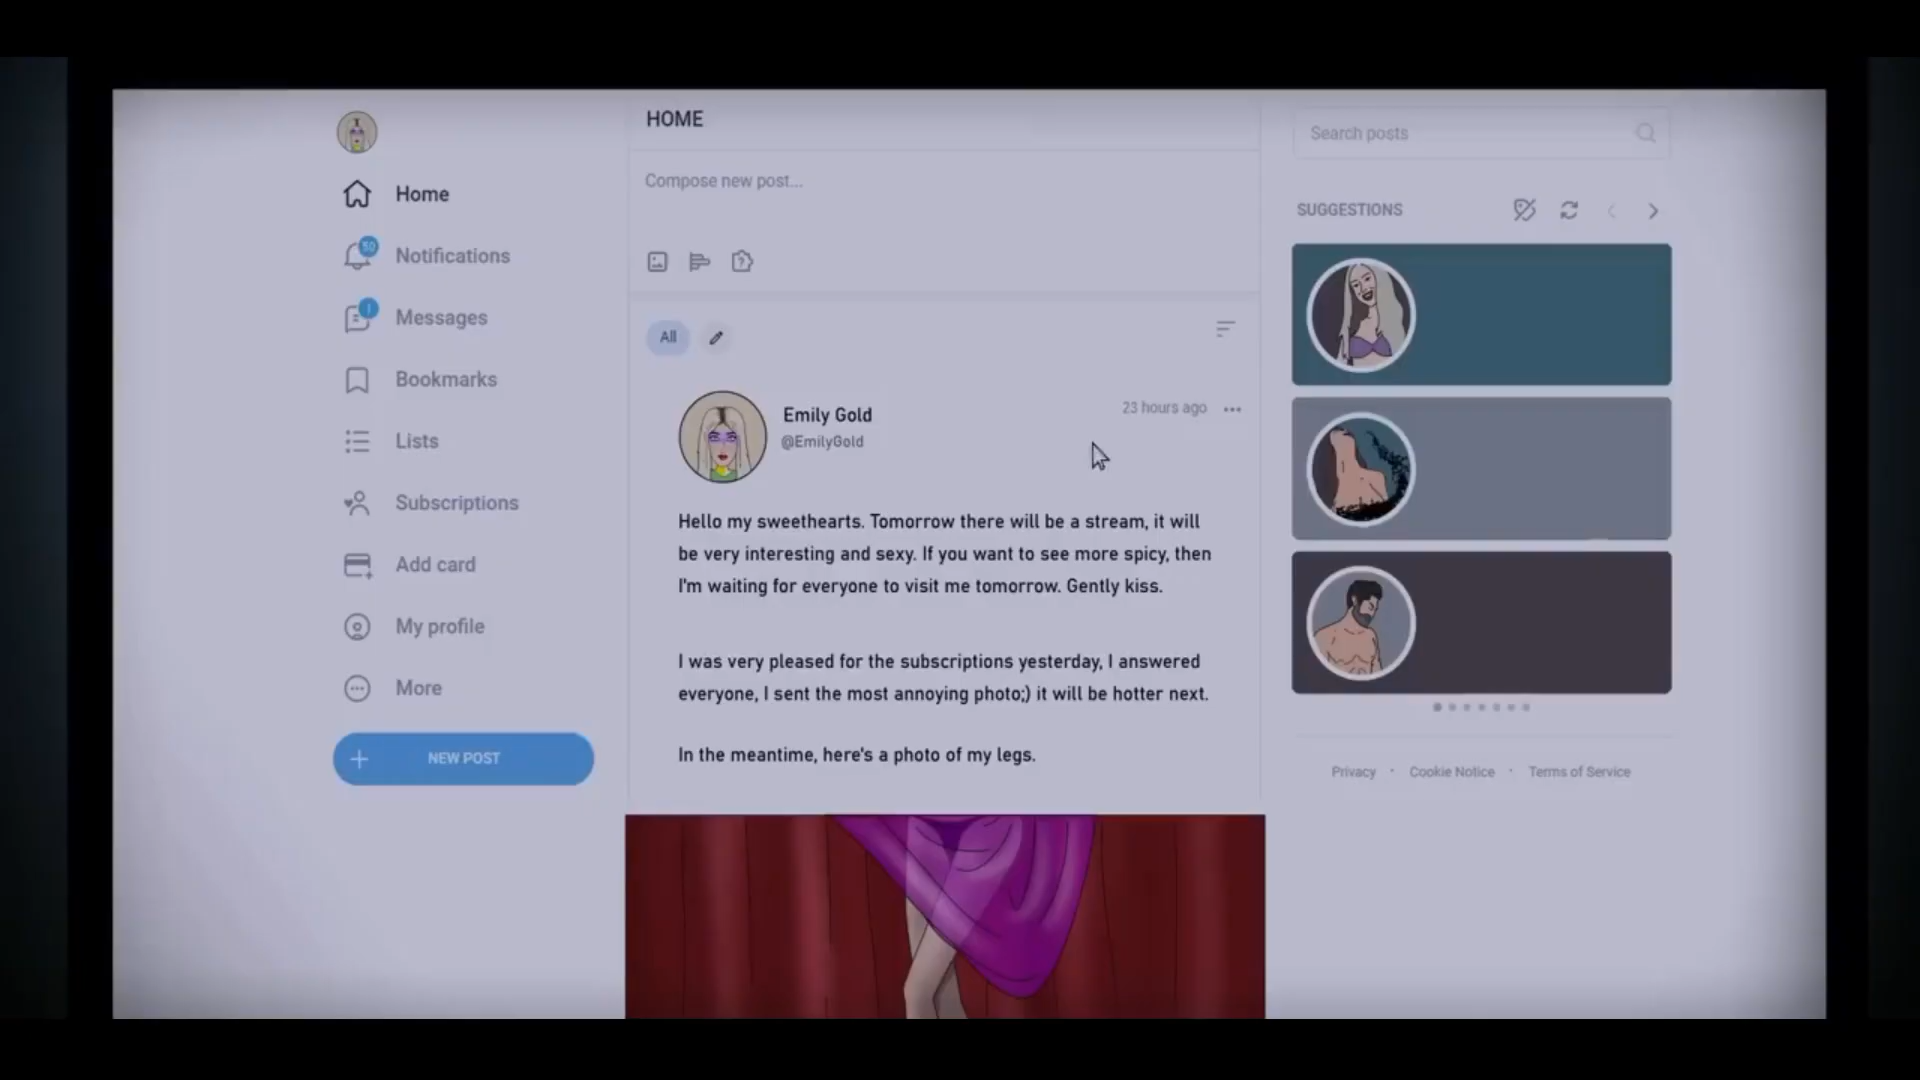 Home
50
Notifications
1
Messages
Bookmarks
Lists
Subscriptions
Add card
My profile
More
NEW POST
HOME
Compose new post...
All
Emily Gold
@EmilyGold
23 hours ago
Hello my sweethearts. Tomorrow there will be a stream, it will
be very interesting and sexy. If you want to see more spicy, then
I'm waiting for everyone to visit me tomorrow. Gently kiss.
I was very pleased for the subscriptions yesterday, I answered
everyone, I sent the most annoying photo;) it will be hotter next.
In the meantime, here's a photo of my legs.
Search posts
SUGGESTIONS
Privacy · Cookie Notice · Terms of Service